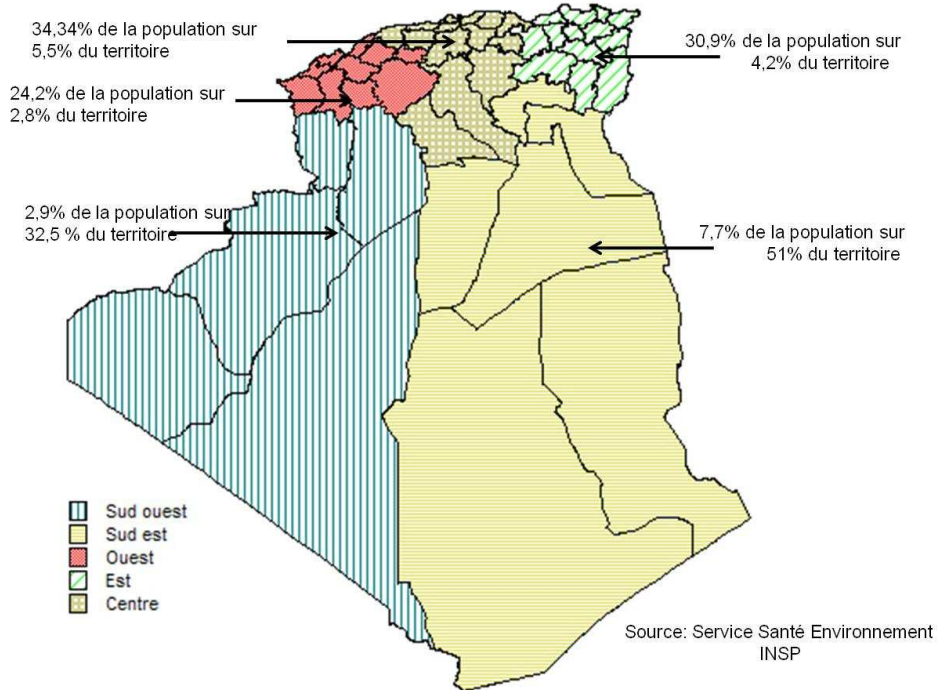 34,34% de la population sur
5,5% du territoire
30,9% de la population sur
4,2% du territoire
24,2% de la population sur
2,8% du territoire
2,9% de la population sur
32,5 % du territoire
7,7% de la population sur
51% du territoire
Sud ouest
Sud est
Ouest
Est
Centre
Source: Service Santé Environnement
INSP